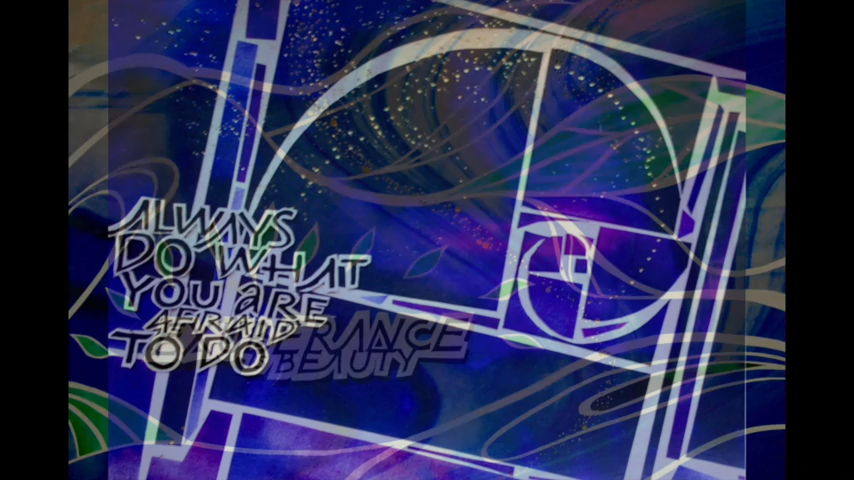 ALWAYS
DO WHAT
YOU ARE
AFRAID
TO DO
BEAUTY